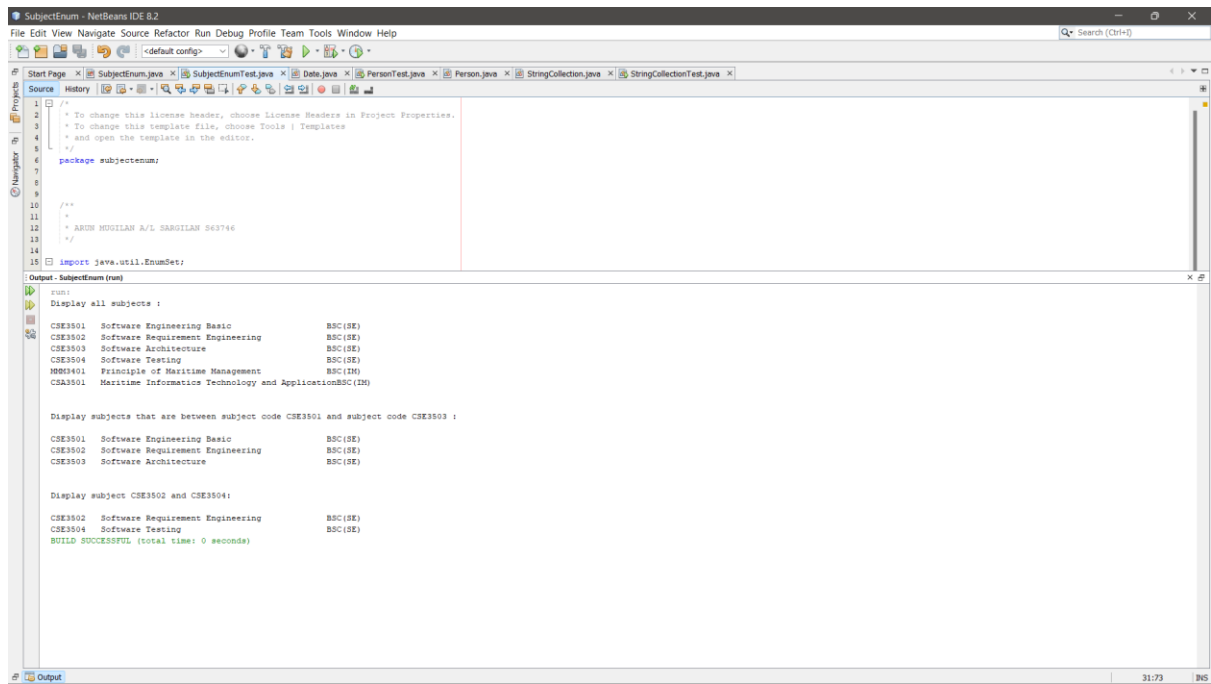 SubjectEnum - NetBeans IDE 8.2
File Edit View Navigate Source Refactor Run Debug Profile Team Tools Window Help
Search (Ctrl+I)
<default config>
Start Page SubjectEnum.java SubjectEnumTest.java Date.java PersonTest.java Person.java StringCollection.java StringCollectionTest.java
Projects
Navigator
Source History
1 /*
2 * To change this license header, choose License Headers in Project Properties.
3 * To change this template file, choose Tools | Templates
4 * and open the template in the editor.
5 */
6 package subjectenum;
7
8
9
10 /**
11 *
12 * ARUN MUGILAN A/L SARGILAN S63746
13 */
14
15 import java.util.EnumSet;
Output - SubjectEnum (run)
run:
Display all subjects :
CSE3501 Software Engineering Basic BSC(SE)
CSE3502 Software Requirement Engineering BSC(SE)
CSE3503 Software Architecture BSC(SE)
CSE3504 Software Testing BSC(SE)
MMM3401 Principle of Maritime Management BSC(IM)
CSA3501 Maritime Informatics Technology and ApplicationBSC(IM)
Display subjects that are between subject code CSE3501 and subject code CSE3503 :
CSE3501 Software Engineering Basic BSC(SE)
CSE3502 Software Requirement Engineering BSC(SE)
CSE3503 Software Architecture BSC(SE)
Display subject CSE3502 and CSE3504:
CSE3502 Software Requirement Engineering BSC(SE)
CSE3504 Software Testing BSC(SE)
BUILD SUCCESSFUL (total time: 0 seconds)
Output
31:73 INS